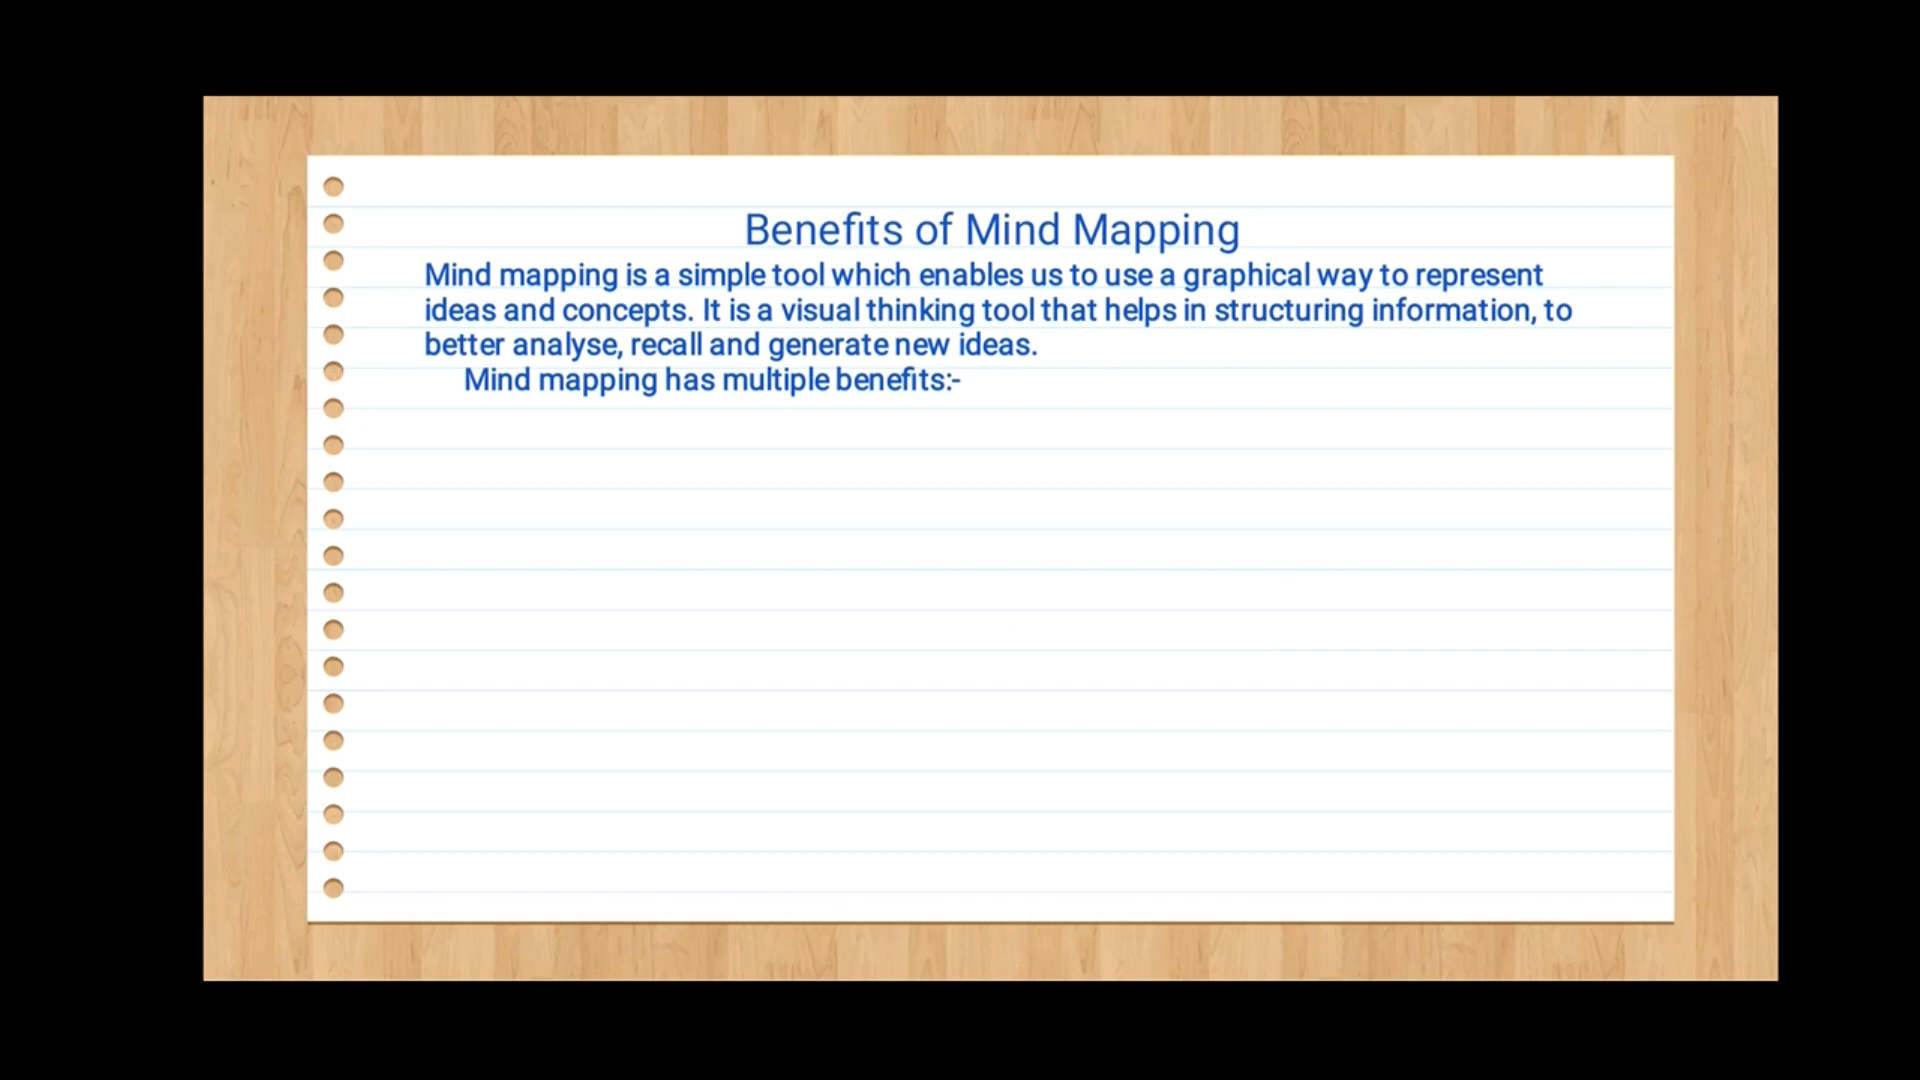 Benefits of Mind Mapping
Mind mapping is a simple tool which enables us to use a graphical way to represent
ideas and concepts. It is a visual thinking tool that helps in structuring information, to
better analyse, recall and generate new ideas.
Mind mapping has multiple benefits:-